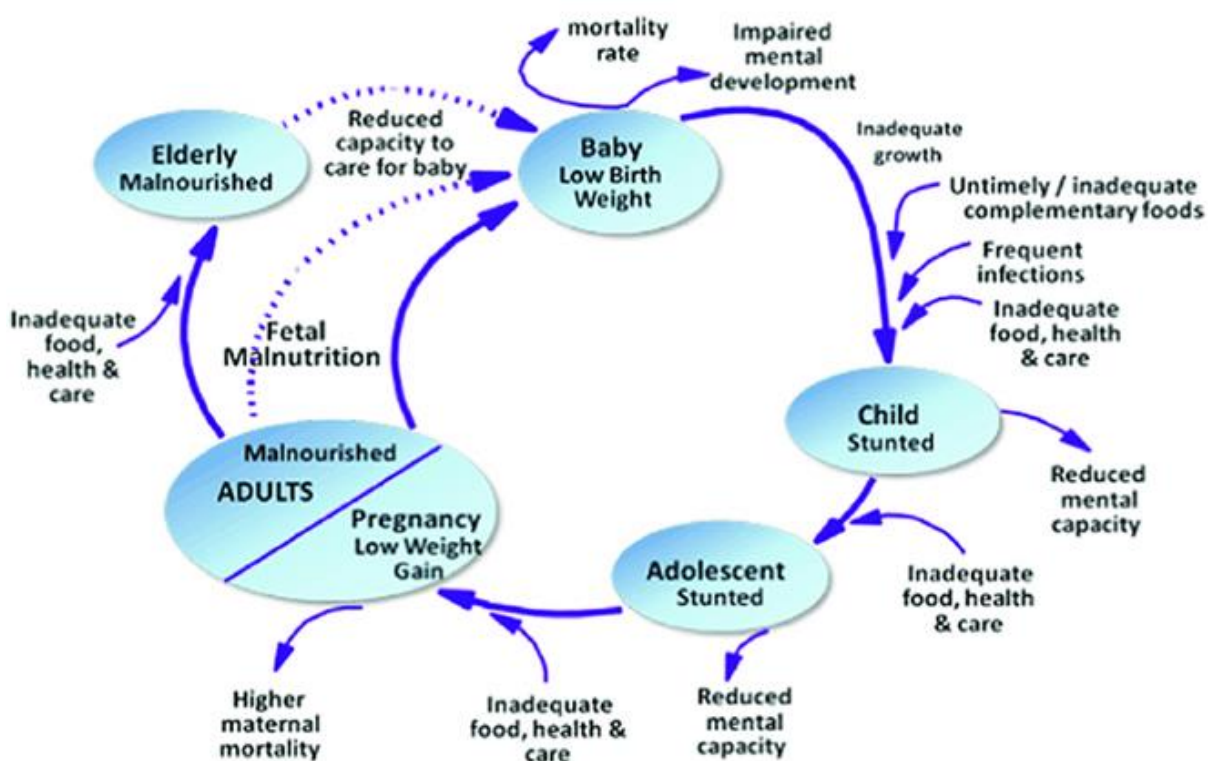 mortality
rate
Impaired
mental
development
Elderly
Malnourished
Reduced
capacity to
care for baby
Baby
Low Birth
Weight
Inadequate
growth
Untimely / inadequate
complementary foods
Frequent
infections
Inadequate
food, health
& care
Inadequate
food,
health &
care
Fetal
Malnutrition
Child
Stunted
Reduced
mental
capacity
Malnourished
ADULTS
Pregnancy
Low Weight
Gain
Adolescent
Stunted
Inadequate
food, health
& care
Higher
maternal
mortality
Inadequate
food, health &
care
Reduced
mental
capacity